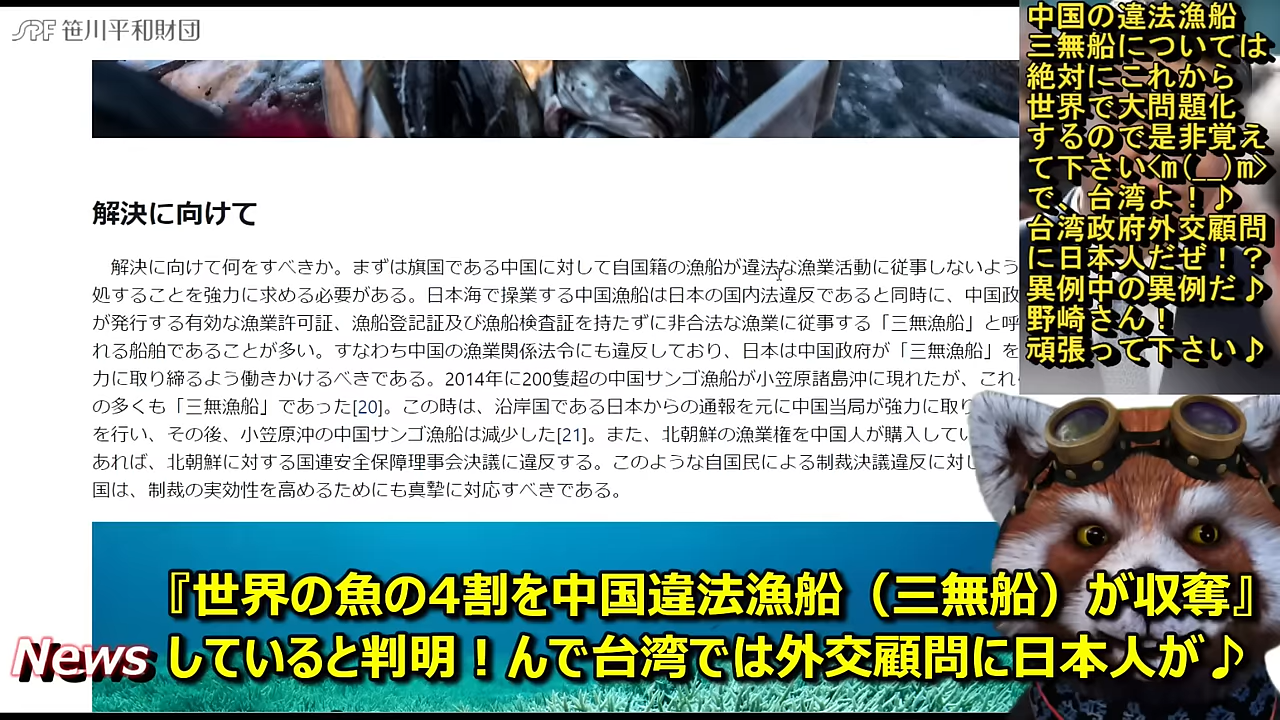 SPF 笹川平和財団
解決に向けて
解決に向けて何をすべきか。まずは旗国である中国に対して自国籍の漁船が違法な漁業活動に従事しないよう
処することを強力に求める必要がある。日本海で操業する中国漁船は日本の国内法違反であると同時に、中国政
が発行する有効な漁業許可証、漁船登記証及び漁船検査証を持たずに非合法な漁業に従事する「三無漁船」と呼
れる船舶であることが多い。すなわち中国の漁業関係法令にも違反しており、日本は中国政府が「三無漁船」を
力に取り締るよう働きかけるべきである。2014年に200隻超の中国サンゴ漁船が小笠原諸島沖に現れたが、これ
の多くも「三無漁船」であった[20]。この時は、沿岸国である日本からの通報を元に中国当局が強力に取り
を行い、その後、小笠原沖の中国サンゴ漁船は減少した[21]。また、北朝鮮の漁業権を中国人が購入してい
あれば、北朝鮮に対する国連安全保障理事会決議に違反する。このような自国民による制裁決議違反に対し
国は、制裁の実効性を高めるためにも真摯に対応すべきである。
中国の違法漁船
三無船については
絶対にこれから
世界で大問題化
するので是非覚え
て下さい<m(__)m>
で、台湾よ！♪
台湾政府外交顧問
に日本人だぜ！？
異例中の異例だ♪
野崎さん！
頑張って下さい♪
『世界の魚の4割を中国違法漁船（三無船）が収奪』
News していると判明！んで台湾では外交顧問に日本人が♪